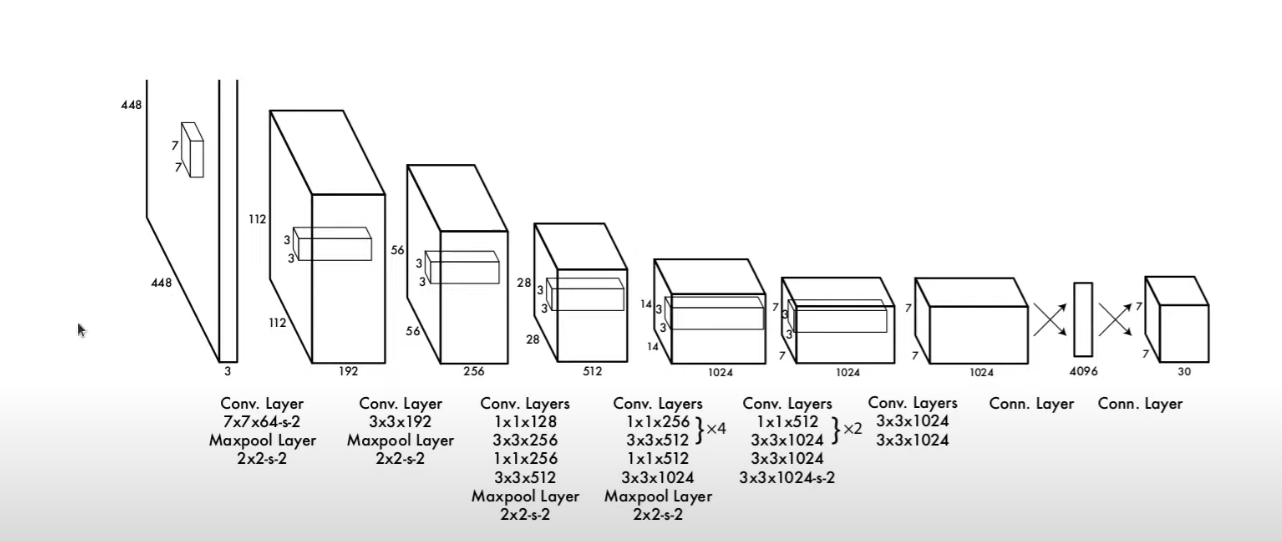 448
7
7
448
3
112
3
3
112
192
56
3
3
56
256
28
3
3
28
512
14
3
3
14
1024
7
3
3
7
1024
7
7
1024
4096
7
7
30
Conv. Layer
7x7x64-s-2
Maxpool Layer
2x2-s-2
Conv. Layer
3x3x192
Maxpool Layer
2x2-s-2
Conv. Layers
1x1x128
3x3x256
1x1x256
3x3x512
Maxpool Layer
2x2-s-2
Conv. Layers
1x1x256
3x3x512 }×4
1x1x512
3x3x1024
Maxpool Layer
2x2-s-2
Conv. Layers
1x1x512
3x3x1024 }×2
3x3x1024
3x3x1024-s-2
Conv. Layers
3x3x1024
3x3x1024
Conn. Layer
Conn. Layer